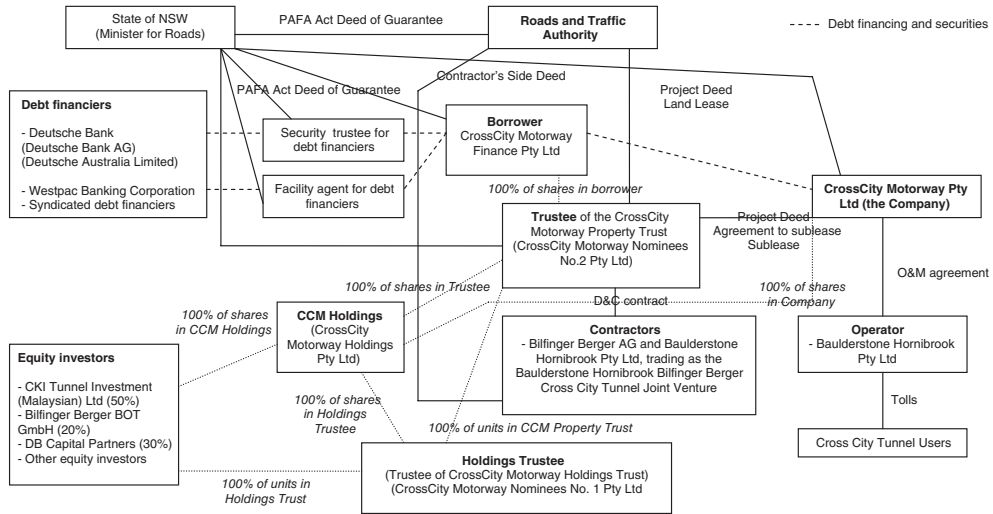 State of NSW
(Minister for Roads)
PAFA Act Deed of Guarantee
Roads and Traffic
Authority
Debt financing and securities
Contractor's Side Deed
PAFA Act Deed of Guarantee
Project Deed
Land Lease
Debt financiers
- Deutsche Bank
(Deutsche Bank AG)
(Deutsche Australia Limited)
- Westpac Banking Corporation
- Syndicated debt financiers
Security trustee for
debt financiers
Facility agent for debt
financiers
Borrower
CrossCity Motorway
Finance Pty Ltd
100% of shares in borrower
CrossCity Motorway Pty
Ltd (the Company)
Trustee of the CrossCity
Motorway Property Trust
(CrossCity Motorway Nominees
No.2 Pty Ltd)
Project Deed
Agreement to sublease
Sublease
O&M agreement
100% of shares in Trustee
100% of shares
in Company
D&C contract
100% of shares
in CCM Holdings
CCM Holdings
(CrossCity
Motorway Holdings
Pty Ltd)
Contractors
- Bilfinger Berger AG and Baulderstone
Hornibrook Pty Ltd, trading as the
Baulderstone Hornibrook Bilfinger Berger
Cross City Tunnel Joint Venture
Operator
- Baulderstone Hornibrook
Pty Ltd
Equity investors
- CKI Tunnel Investment
(Malaysian) Ltd (50%)
- Bilfinger Berger BOT
GmbH (20%)
- DB Capital Partners (30%)
- Other equity investors
100% of shares
in Holdings
Trustee
100% of units in CCM Property Trust
Tolls
Cross City Tunnel Users
Holdings Trustee
(Trustee of CrossCity Motorway Holdings Trust)
(CrossCity Motorway Nominees No. 1 Pty Ltd
100% of units in
Holdings Trust